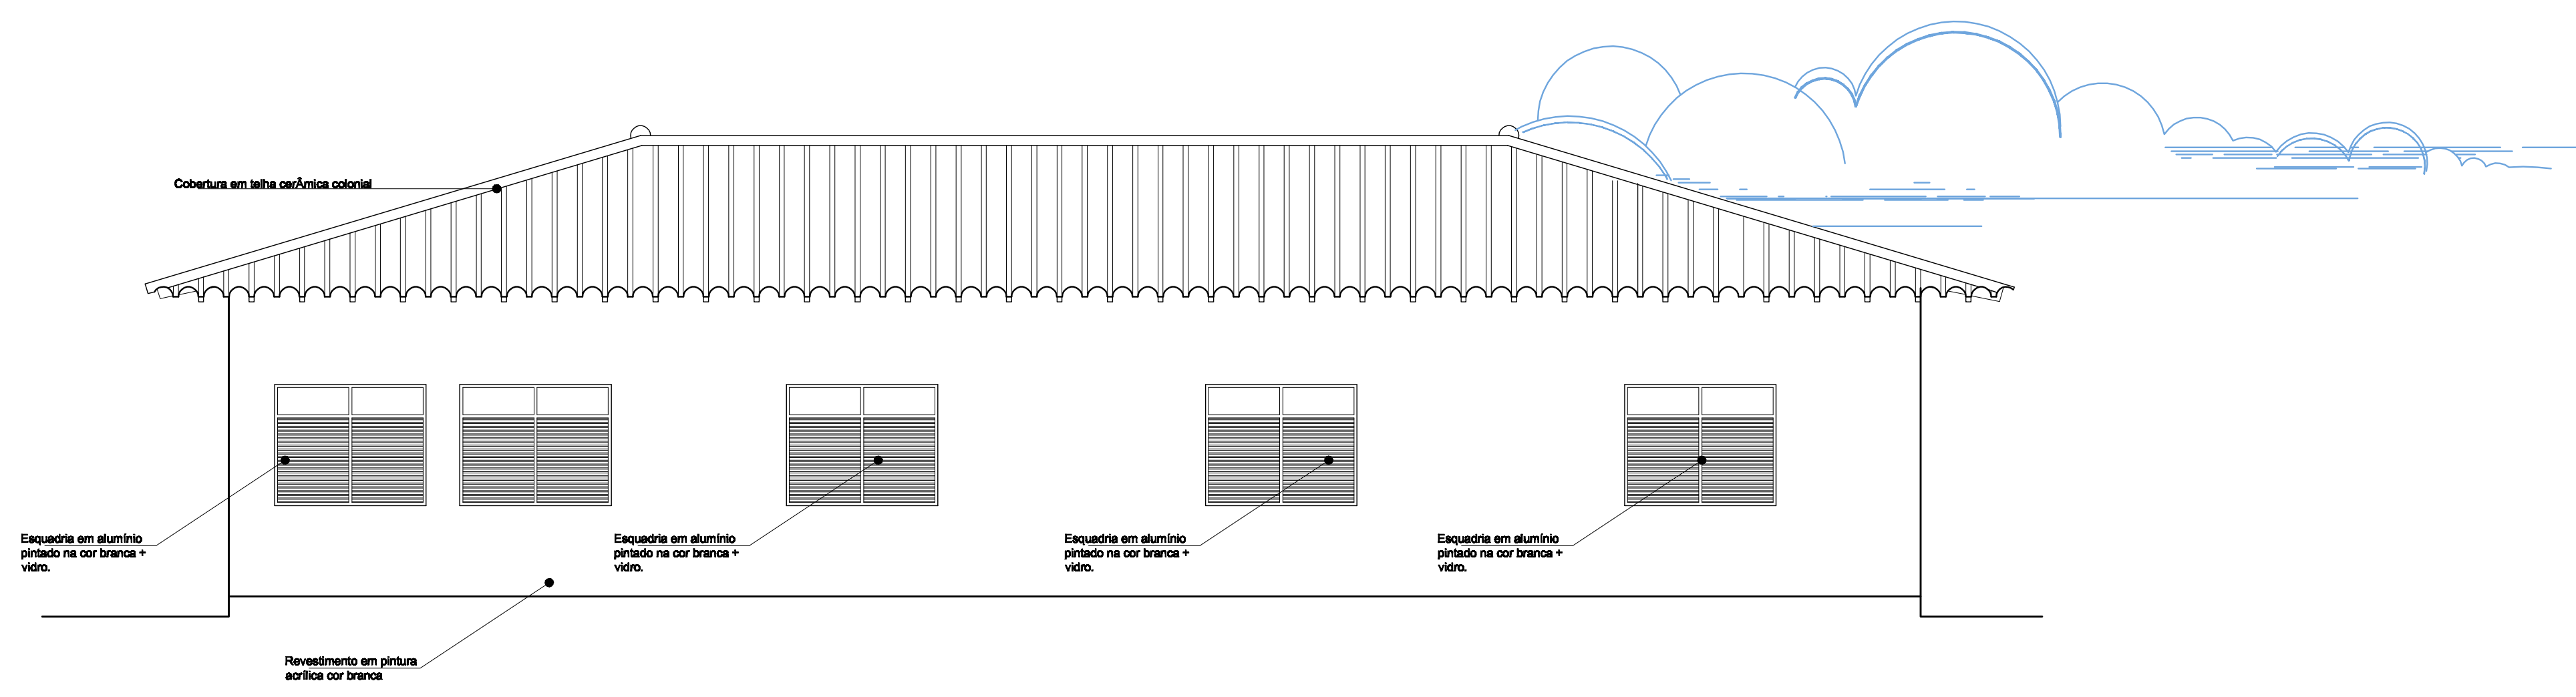 Cobertura em telha cerÂmica colonial
Esquadria em alumínio
pintado na cor branca +
vidro.
Esquadria em alumínio
pintado na cor branca +
vidro.
Esquadria em alumínio
pintado na cor branca +
vidro.
Esquadria em alumínio
pintado na cor branca +
vidro.
Revestimento em pintura
acrílica cor branca